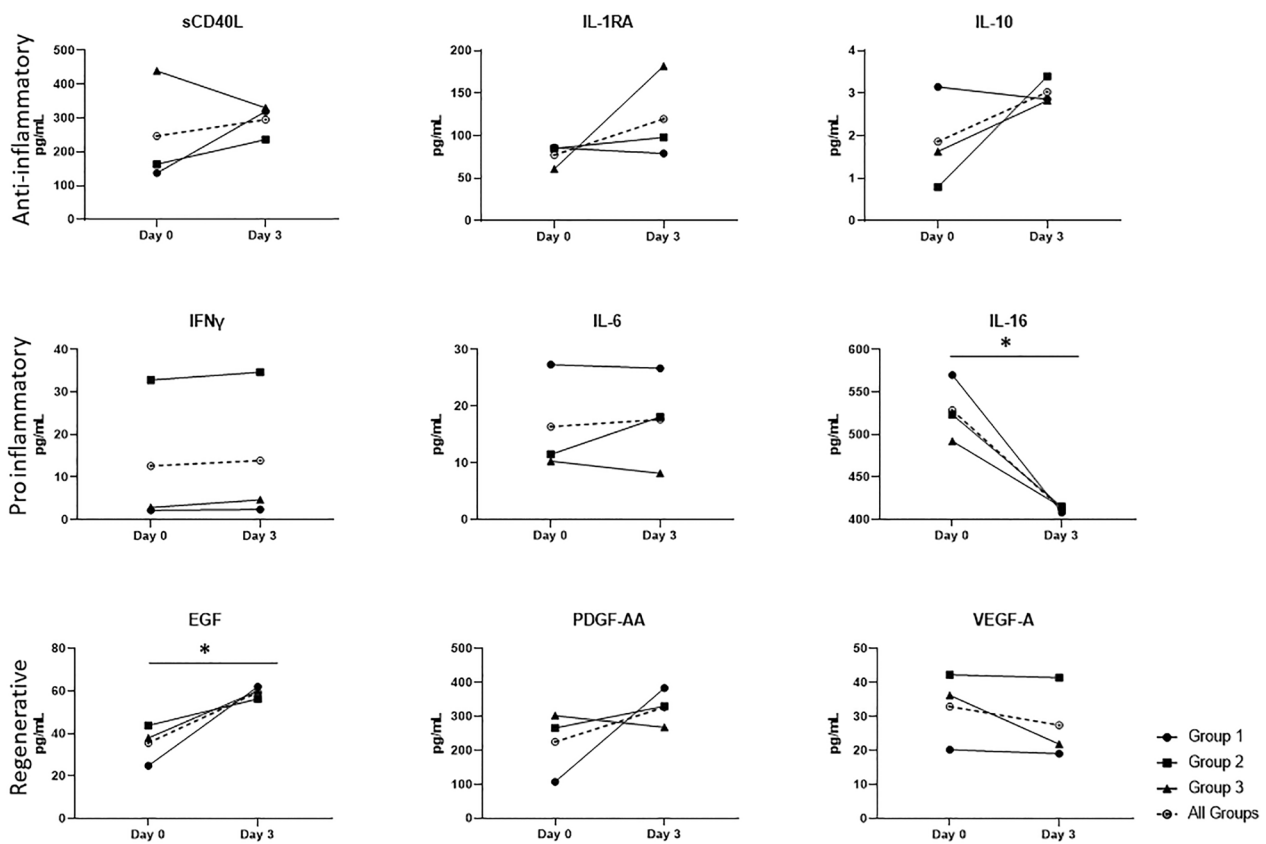 Anti-inflammatory
sCD40L
500
400
300
200
100
0
pg/mL
Day 0 Day 3
IL-1RA
200
150
100
50
0
pg/mL
Day 0 Day 3
IL-10
4
3
2
1
0
pg/mL
Day 0 Day 3
Pro inflammatory
IFNγ
40
30
20
10
0
pg/mL
Day 0 Day 3
IL-6
30
20
10
0
pg/mL
Day 0 Day 3
IL-16
*
600
550
500
450
400
pg/mL
Day 0 Day 3
Regenerative
EGF
*
80
60
40
20
0
pg/mL
Day 0 Day 3
PDGF-AA
500
400
300
200
100
0
pg/mL
Day 0 Day 3
VEGF-A
50
40
30
20
10
0
pg/mL
Day 0 Day 3
Group 1
Group 2
Group 3
All Groups